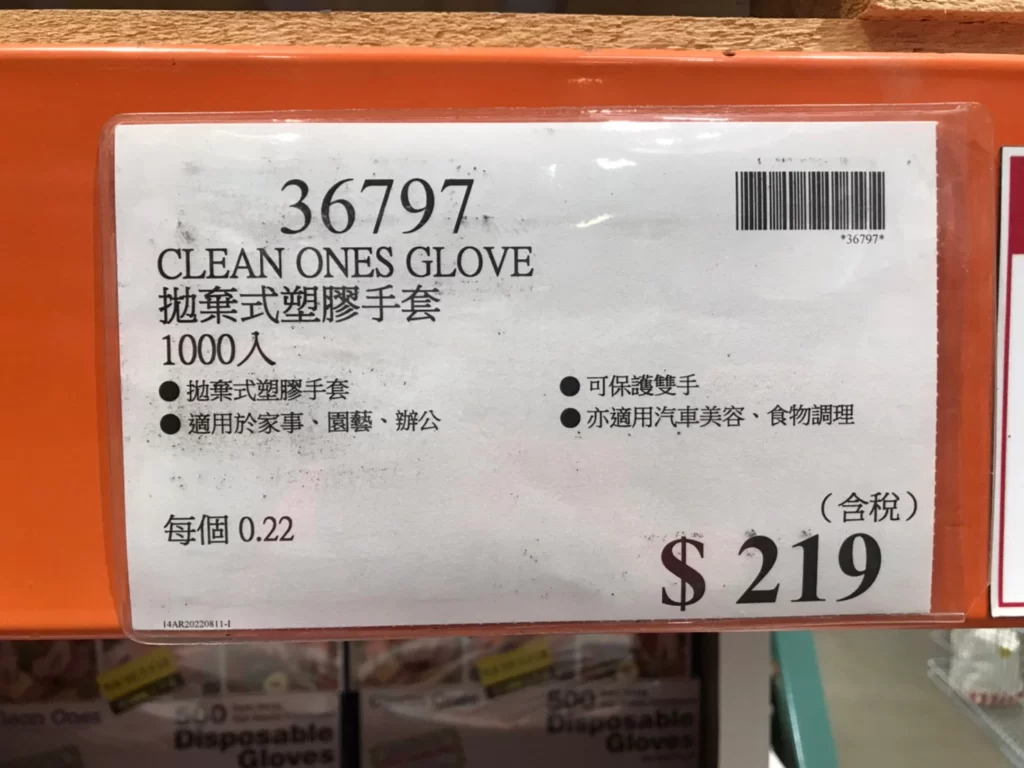 36797
*36797*
CLEAN ONES GLOVE
拋棄式塑膠手套
1000入
● 拋棄式塑膠手套
● 適用於家事、園藝、辦公
● 可保護雙手
● 亦適用汽車美容、食物調理
每個 0.22
(含稅)
$ 219
14AR20220811-1
Clean Ones
500
Disposable
Gloves
500
Disposable
Gloves